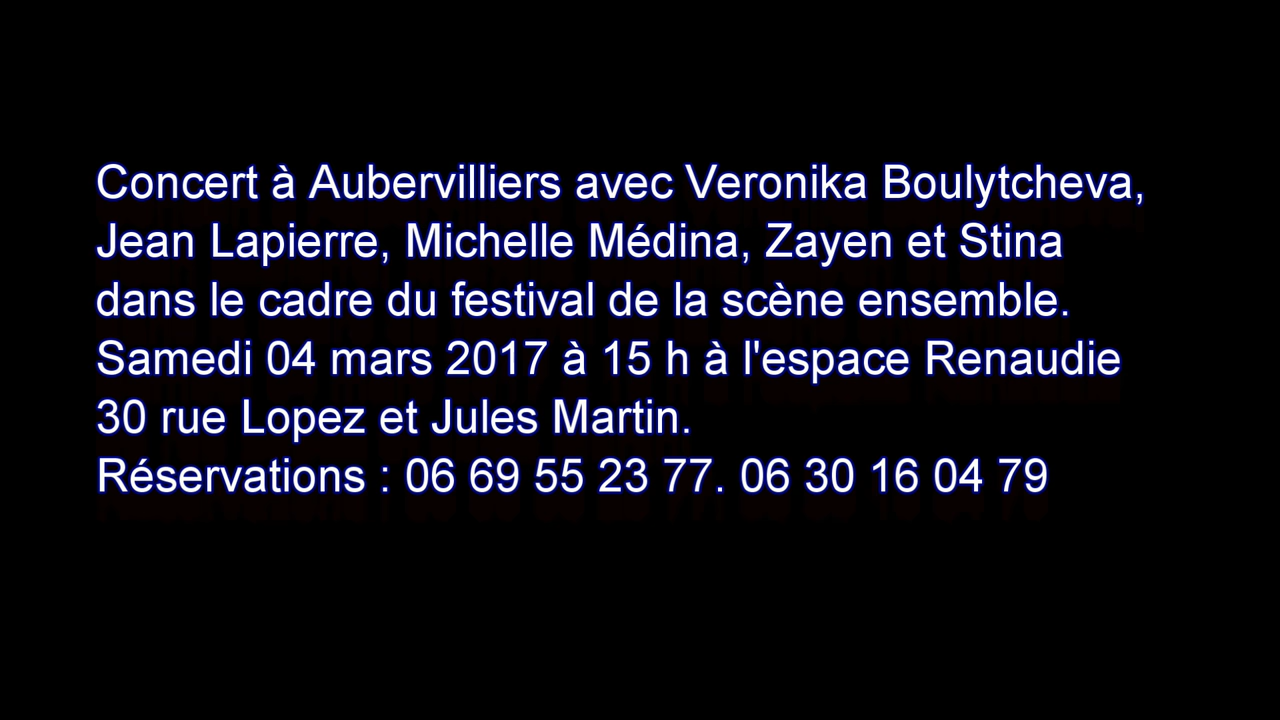 Concert à Aubervilliers avec Veronika Boulytcheva,
Jean Lapierre, Michelle Médina, Zayen et Stina
dans le cadre du festival de la scène ensemble.
Samedi 04 mars 2017 à 15 h à l'espace Renaudie
30 rue Lopez et Jules Martin.
Réservations : 06 69 55 23 77. 06 30 16 04 79